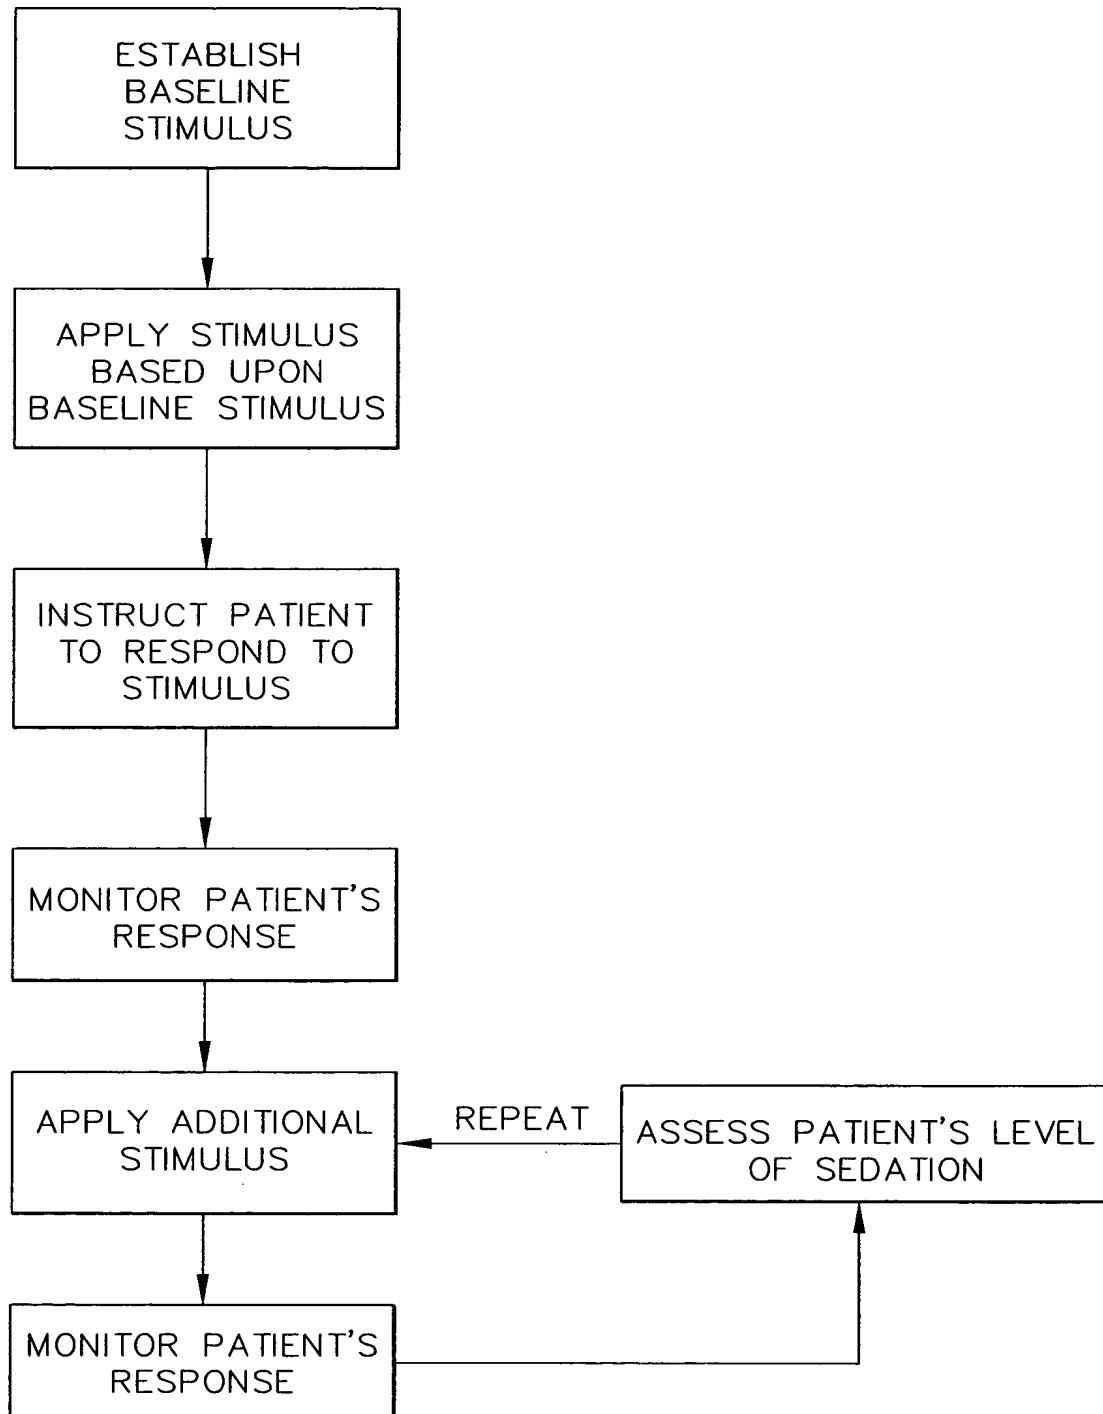 ESTABLISH
BASELINE
STIMULUS
APPLY STIMULUS
BASED UPON
BASELINE STIMULUS
INSTRUCT PATIENT
TO RESPOND TO
STIMULUS
MONITOR PATIENT'S
RESPONSE
APPLY ADDITIONAL
STIMULUS
REPEAT
ASSESS PATIENT'S LEVEL
OF SEDATION
MONITOR PATIENT'S
RESPONSE